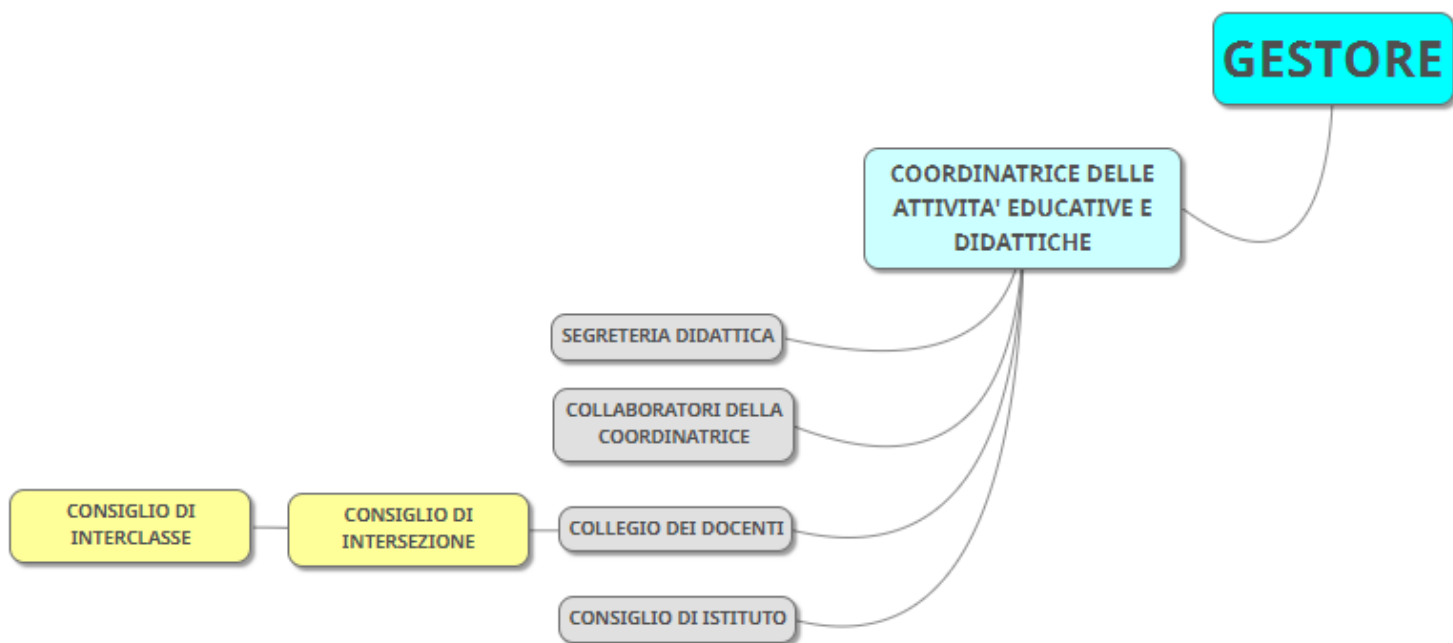 GESTORE
COORDINATRICE DELLE
ATTIVITA' EDUCATIVE E
DIDATTICHE
SEGRETERIA DIDATTICA
COLLABORATORI DELLA
COORDINATRICE
CONSIGLIO DI
INTERCLASSE
CONSIGLIO DI
INTERSEZIONE
COLLEGIO DEI DOCENTI
CONSIGLIO DI ISTITUTO